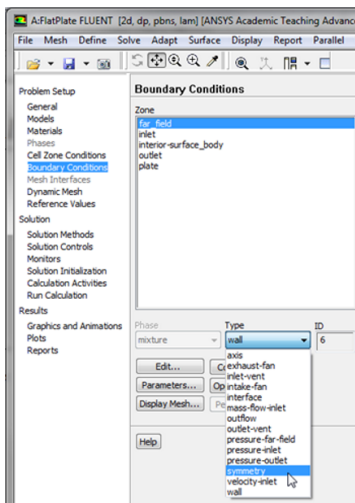 A:FlatPlate FLUENT [2d, dp, pbns, lam] [ANSYS Academic Teaching Advanc
File Mesh Define Solve Adapt Surface Display Report Parallel
Problem Setup
General
Models
Materials
Phases
Cell Zone Conditions
Boundary Conditions
Mesh Interfaces
Dynamic Mesh
Reference Values
Solution
Solution Methods
Solution Controls
Monitors
Solution Initialization
Calculation Activities
Run Calculation
Results
Graphics and Animations
Plots
Reports
Boundary Conditions
Zone
far_field
inlet
interior-surface_body
outlet
plate
Phase Type ID
mixture wall 6
axis
exhaust-fan
inlet-vent
intake-fan
interface
mass-flow-inlet
outflow
outlet-vent
pressure-far-field
pressure-inlet
pressure-outlet
symmetry
velocity-inlet
wall
Edit... C
Parameters... Op
Display Mesh... Pe
Help